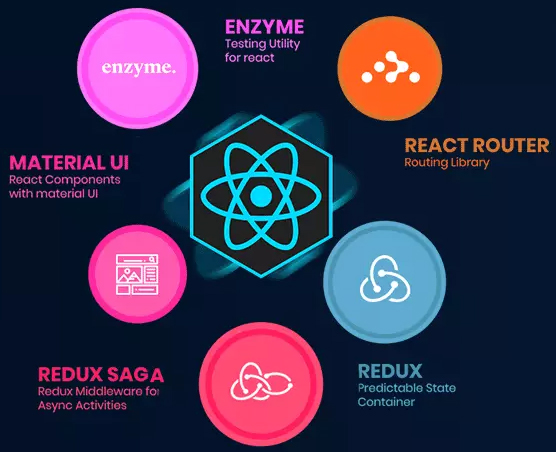 enzyme.
ENZYME
Testing Utility
for react
REACT ROUTER
Routing Library
MATERIAL UI
React Components
with material UI
REDUX SAGA
Redux Middleware for
Async Activities
REDUX
Predictable State
Container